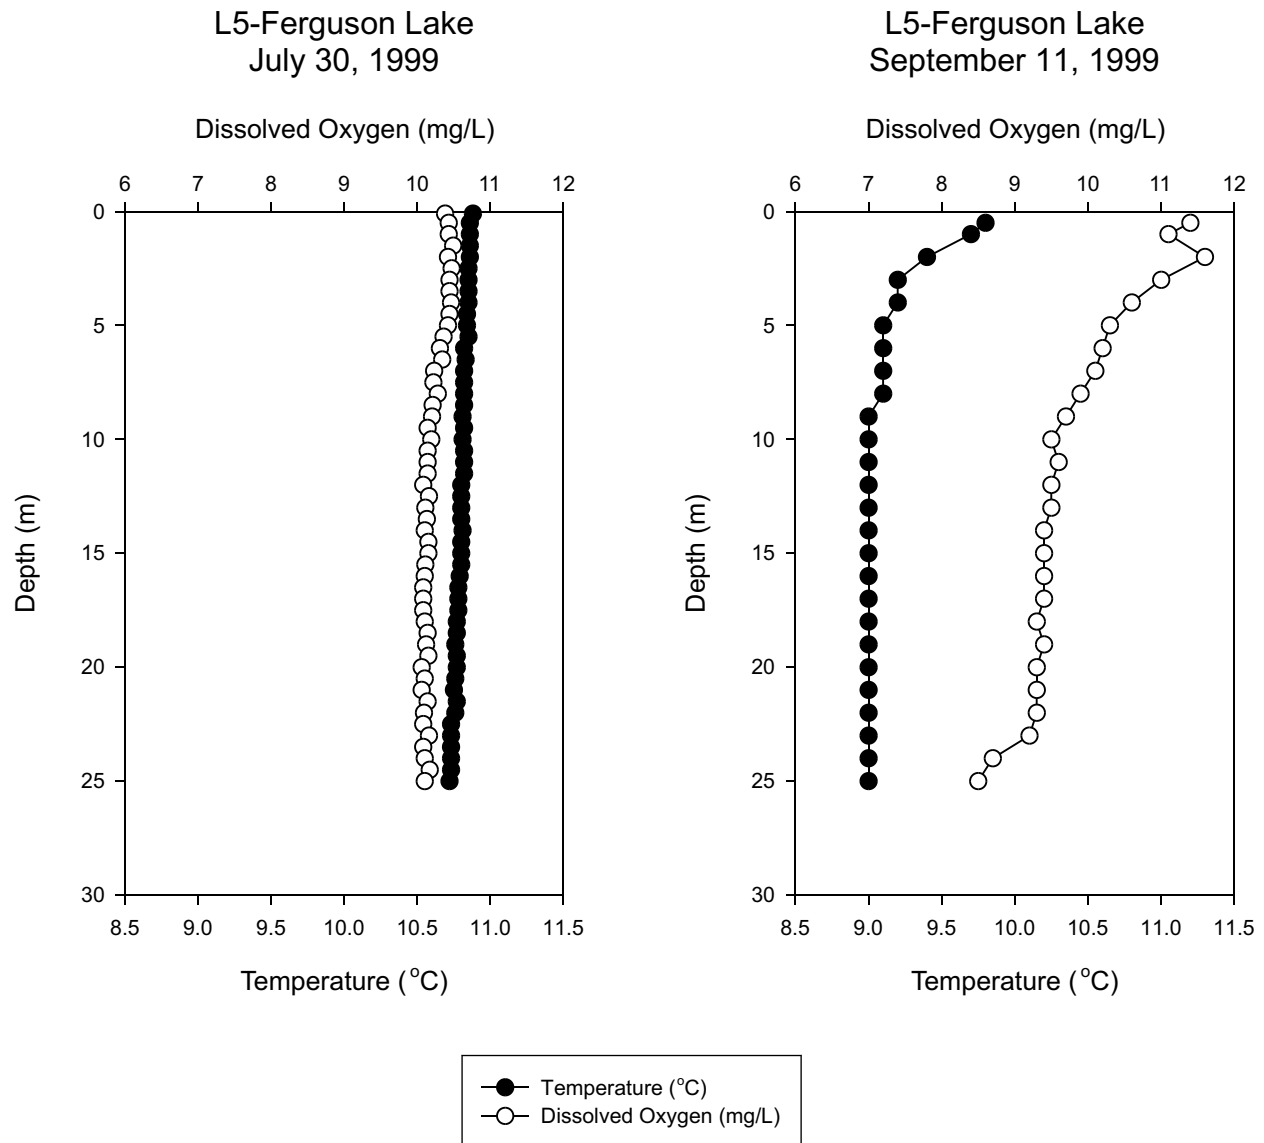 L5-Ferguson Lake
July 30, 1999
Dissolved Oxygen (mg/L)
6 7 8 9 10 11 12
0
5
10
15
20
25
30
Depth (m)
8.5 9.0 9.5 10.0 10.5 11.0 11.5
Temperature (°C)
L5-Ferguson Lake
September 11, 1999
Dissolved Oxygen (mg/L)
6 7 8 9 10 11 12
0
5
10
15
20
25
30
Depth (m)
8.5 9.0 9.5 10.0 10.5 11.0 11.5
Temperature (°C)
Temperature (°C)
Dissolved Oxygen (mg/L)